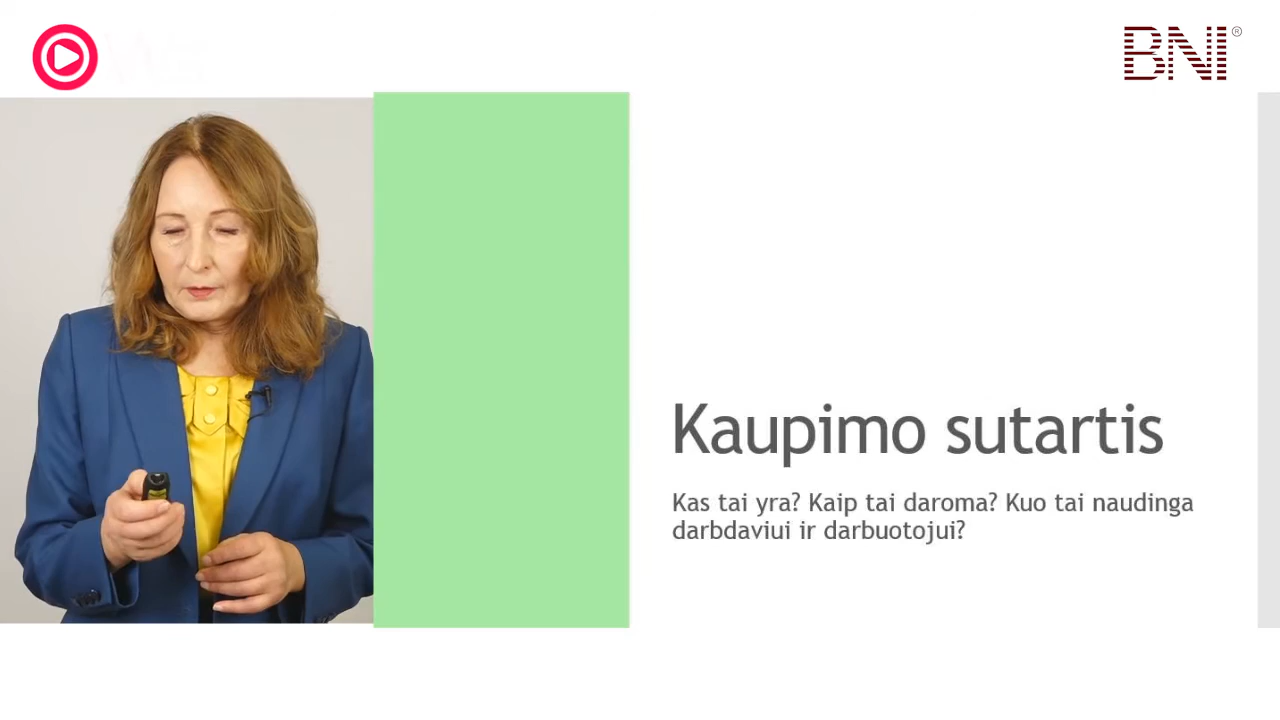 BNI®
Kaupimo sutartis
Kas tai yra? Kaip tai daroma? Kuo tai naudinga
darbdaviui ir darbuotojui?